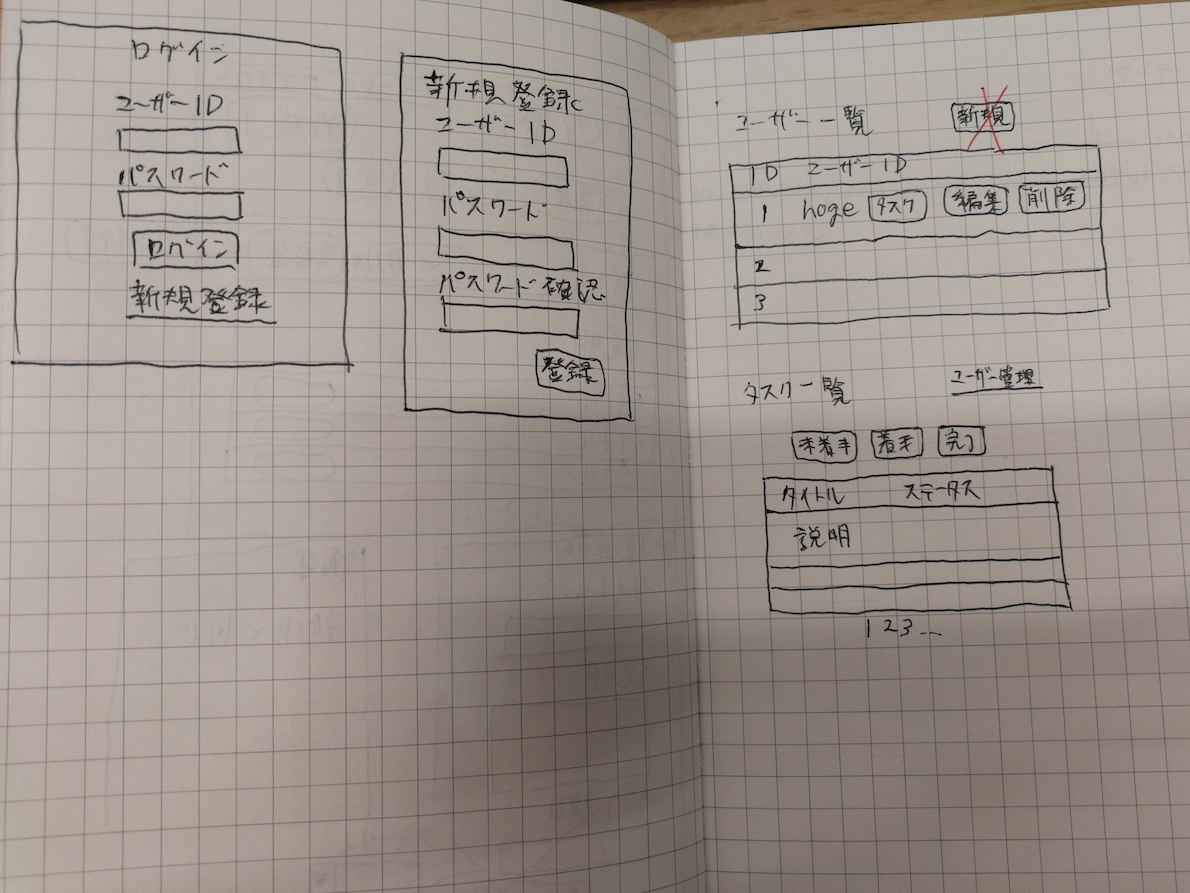 ログイン
ユーザーID
パスワード
ログイン
新規登録
新規登録
ユーザーID
パスワード
パスワード確認
登録
ユーザー一覧 新規
ID ユーザーID
1 hoge タスク 編集 削除
2
3
タスク一覧 ユーザー管理
未着手 着手 完了
タイトル ステータス
説明
1 2 3 ...